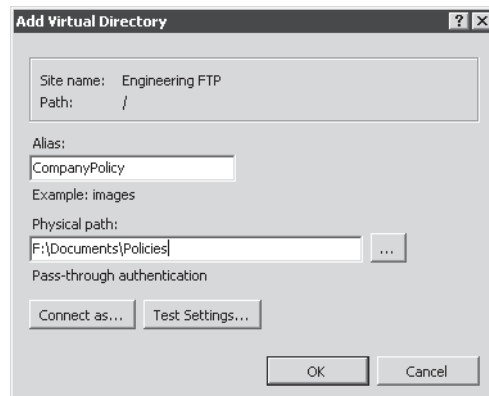 Add Virtual Directory
? X
Site name: Engineering FTP
Path: /
Alias:
CompanyPolicy
Example: images
Physical path:
F:\Documents\Policies
...
Pass-through authentication
Connect as... Test Settings...
OK Cancel